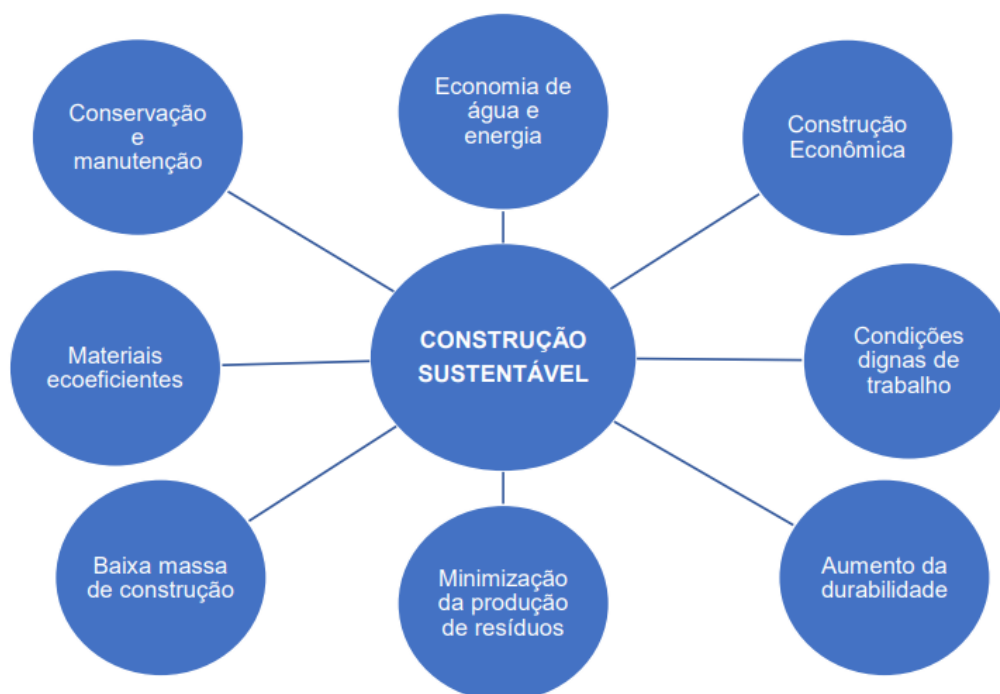 Conservação
e
manutenção
Economia de
água e
energia
Construção
Econômica
Materiais
ecoeficientes
CONSTRUÇÃO
SUSTENTÁVEL
Condições
dignas de
trabalho
Baixa massa
de construção
Minimização
da produção
de resíduos
Aumento da
durabilidade